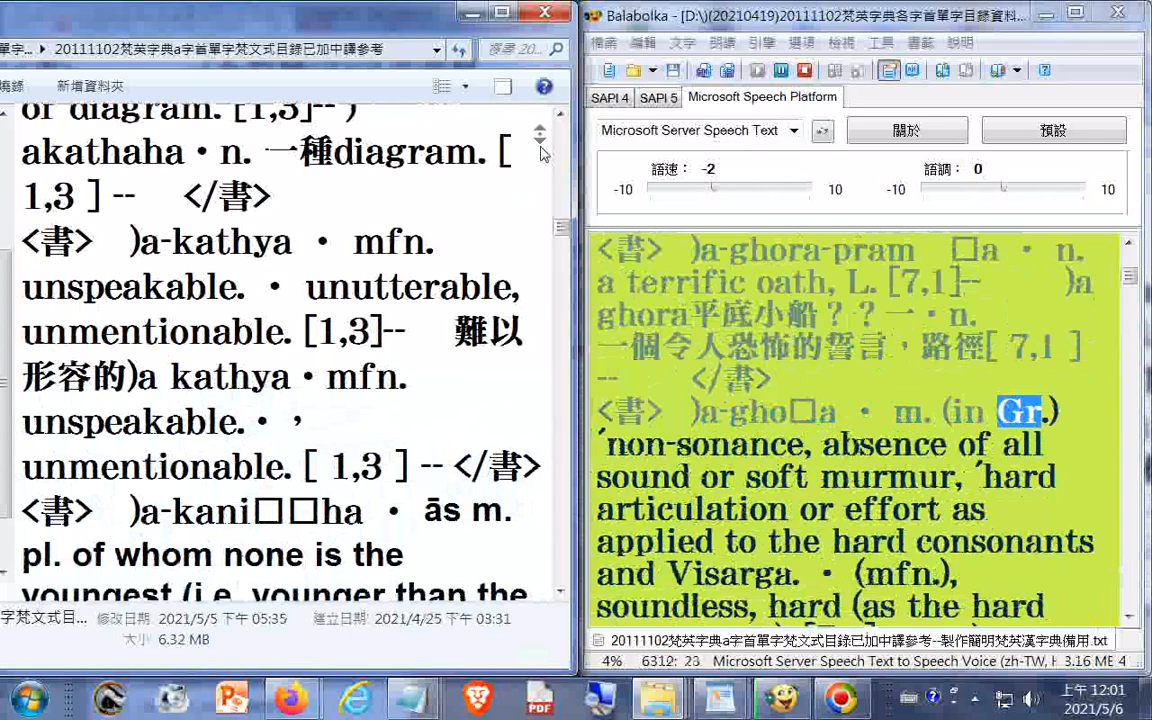 單字... ▸ 20111102梵英字典a字首單字梵文式目錄已加中譯參考
搜尋 20...
燒錄 新增資料夾
or diagram. [1,3]-- )
akathaha・n. 一種diagram. [
1,3 ] -- </書>
<書> )a-kathya ・ mfn.
unspeakable. ・ unutterable,
unmentionable. [1,3]-- 難以
形容的)a kathya・mfn.
unspeakable.・，
unmentionable. [ 1,3 ] -- </書>
<書> )a-kani□□ha ・ ās m.
pl. of whom none is the
youngest (i.e. younger than the
字梵文式目... 修改日期: 2021/5/5 下午 05:35 建立日期: 2021/4/25 下午 03:31
大小: 6.32 MB
Balabolka - [D:\)(20210419)20111102梵英字典各字首單字目錄資料...
檔案 編輯 文字 朗讀 引擎 選項 檢視 工具 書籤 說明
SAPI 4 SAPI 5 Microsoft Speech Platform
Microsoft Server Speech Text 關於 預設
語速： -2 語調： 0
-10 10 -10 10
<書> )a-ghora-pram □a ・ n.
a terrific oath, L. [7,1]-- )a
ghora平底小船？？一・n.
一個令人恐怖的誓言，路徑[ 7,1 ]
-- </書>
<書> )a-gho□a ・ m. (in Gr.)
´non-sonance, absence of all
sound or soft murmur, ´hard
articulation or effort as
applied to the hard consonants
and Visarga. ・ (mfn.),
soundless, hard (as the hard
20111102梵英字典a字首單字梵文式目錄已加中譯參考--製作簡明梵英漢字典備用.txt
4% 6312: 23 Microsoft Server Speech Text to Speech Voice (zh-TW, H 3.16 MB 4
上午 12:01
2021/5/6